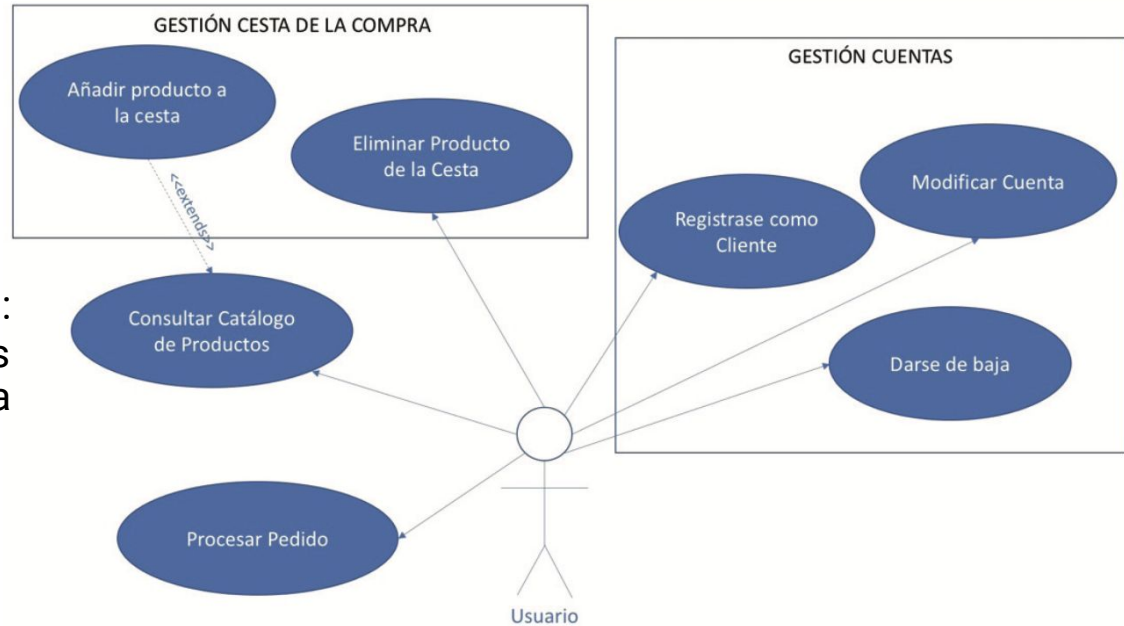 GESTIÓN CESTA DE LA COMPRA
Añadir producto a
la cesta
Eliminar Producto
de la Cesta
<<extends>>
GESTIÓN CUENTAS
Modificar Cuenta
Registrase como
Cliente
Darse de baja
:
s
a
Consultar Catálogo
de Productos
Procesar Pedido
Usuario